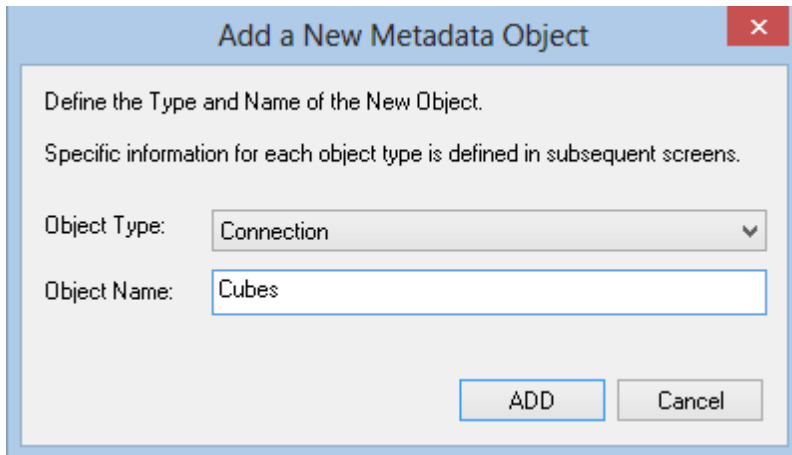 Add a New Metadata Object
Define the Type and Name of the New Object.
Specific information for each object type is defined in subsequent screens.
Object Type: Connection
Object Name: Cubes
ADD Cancel